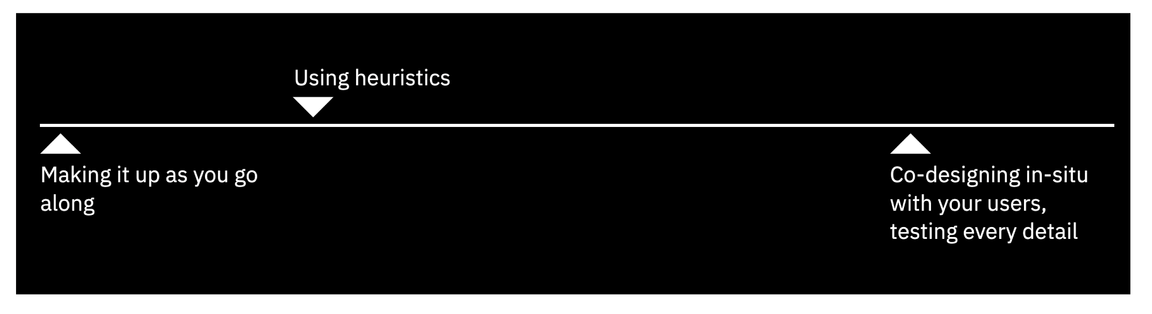 Using heuristics
Making it up as you go
along
Co-designing in-situ
with your users,
testing every detail